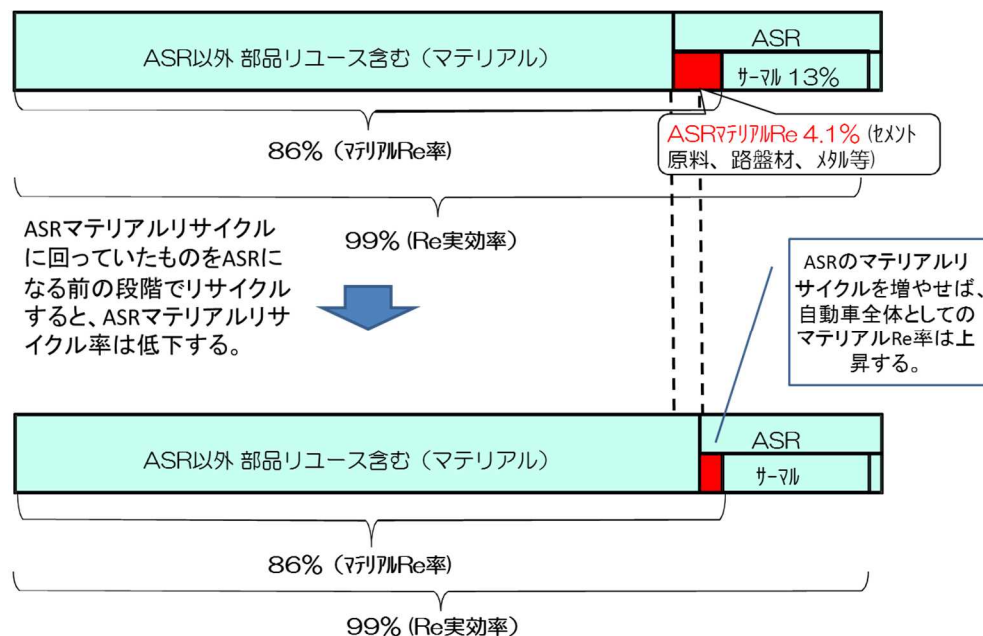 ASR
ASR以外 部品リユース含む（マテリアル）
ｻｰﾏﾙ 13%
ASRﾏﾃﾘｱﾙRe 4.1% (ｾﾒﾝﾄ
原料、路盤材、ﾒﾀﾙ等)
86%（ﾏﾃﾘｱﾙRe率）
99% (Re実効率）
ASRマテリアルリサイクル
に回っていたものをASRに
なる前の段階でリサイクル
すると、ASRマテリアルリサ
イクル率は低下する。
ASRのマテリアルリ
サイクルを増やせば、
自動車全体としての
マテリアルRe率は上
昇する。
ASR
ASR以外 部品リユース含む（マテリアル）
ｻｰﾏﾙ
86%（ﾏﾃﾘｱﾙRe率）
99% (Re実効率）